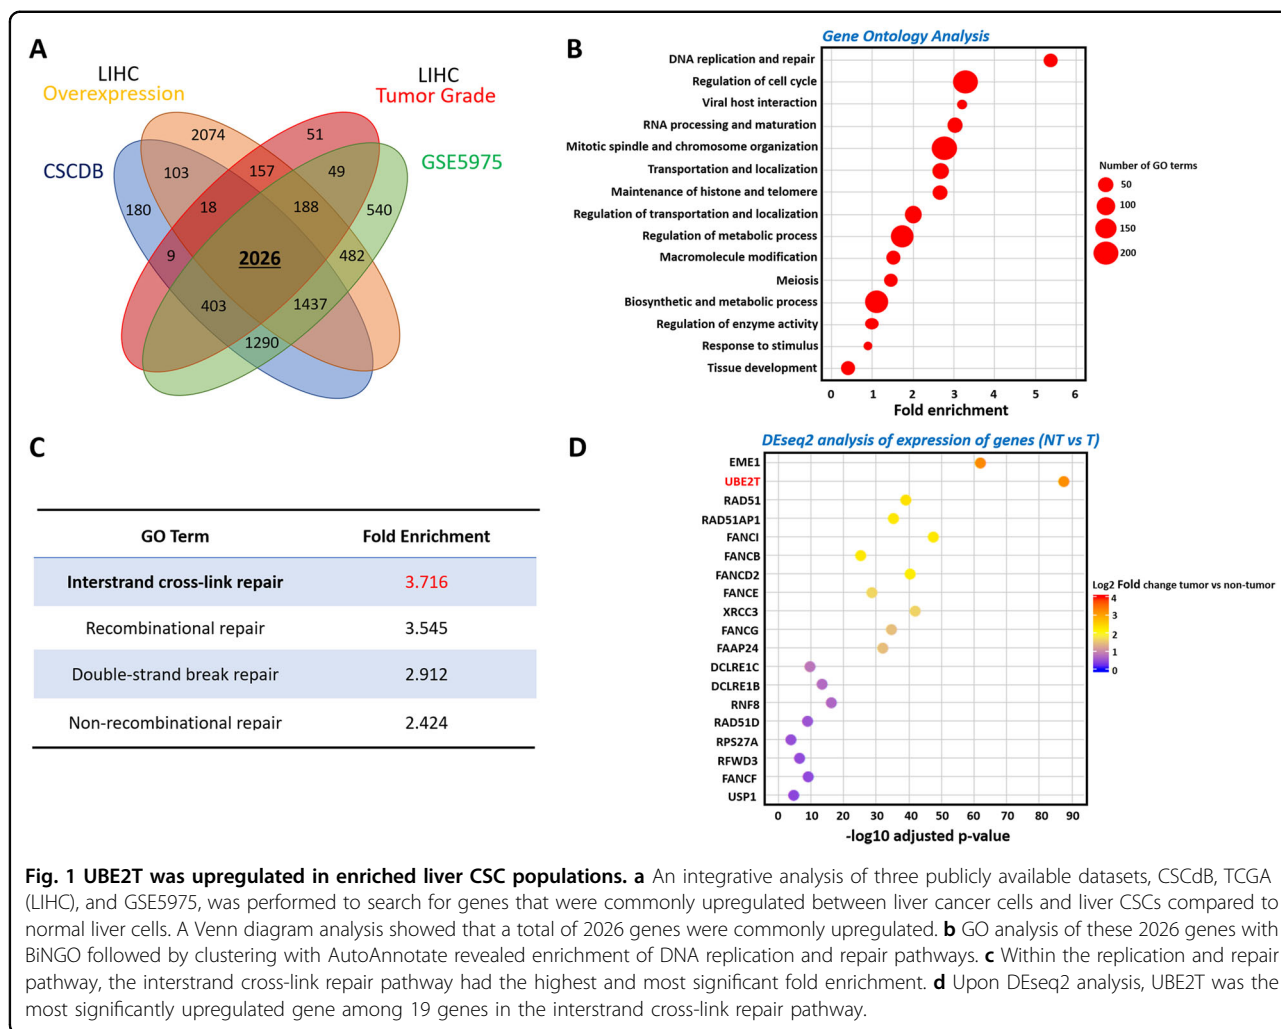 A
LIHC
Overexpression
LIHC
Tumor Grade
CSCDB
GSE5975
2074
51
103
157
49
180
18
188
540
9
2026
482
403
1437
1290
B
Gene Ontology Analysis
DNA replication and repair
Regulation of cell cycle
Viral host interaction
RNA processing and maturation
Mitotic spindle and chromosome organization
Transportation and localization
Maintenance of histone and telomere
Regulation of transportation and localization
Regulation of metabolic process
Macromolecule modification
Meiosis
Biosynthetic and metabolic process
Regulation of enzyme activity
Response to stimulus
Tissue development
0 1 2 3 4 5 6
Fold enrichment
Number of GO terms
50
100
150
200
C
GO Term Fold Enrichment
Interstrand cross-link repair 3.716
Recombinational repair 3.545
Double-strand break repair 2.912
Non-recombinational repair 2.424
D
DEseq2 analysis of expression of genes (NT vs T)
EME1
UBE2T
RAD51
RAD51AP1
FANCI
FANCB
FANCD2
FANCE
XRCC3
FANCG
FAAP24
DCLRE1C
DCLRE1B
RNF8
RAD51D
RPS27A
RFWD3
FANCF
USP1
0 10 20 30 40 50 60 70 80 90
-log10 adjusted p-value
Log2 Fold change tumor vs non-tumor
4
3
2
1
0
Fig. 1 UBE2T was upregulated in enriched liver CSC populations. a An integrative analysis of three publicly available datasets, CSCdB, TCGA
(LIHC), and GSE5975, was performed to search for genes that were commonly upregulated between liver cancer cells and liver CSCs compared to
normal liver cells. A Venn diagram analysis showed that a total of 2026 genes were commonly upregulated. b GO analysis of these 2026 genes with
BiNGO followed by clustering with AutoAnnotate revealed enrichment of DNA replication and repair pathways. c Within the replication and repair
pathway, the interstrand cross-link repair pathway had the highest and most significant fold enrichment. d Upon DEseq2 analysis, UBE2T was the
most significantly upregulated gene among 19 genes in the interstrand cross-link repair pathway.